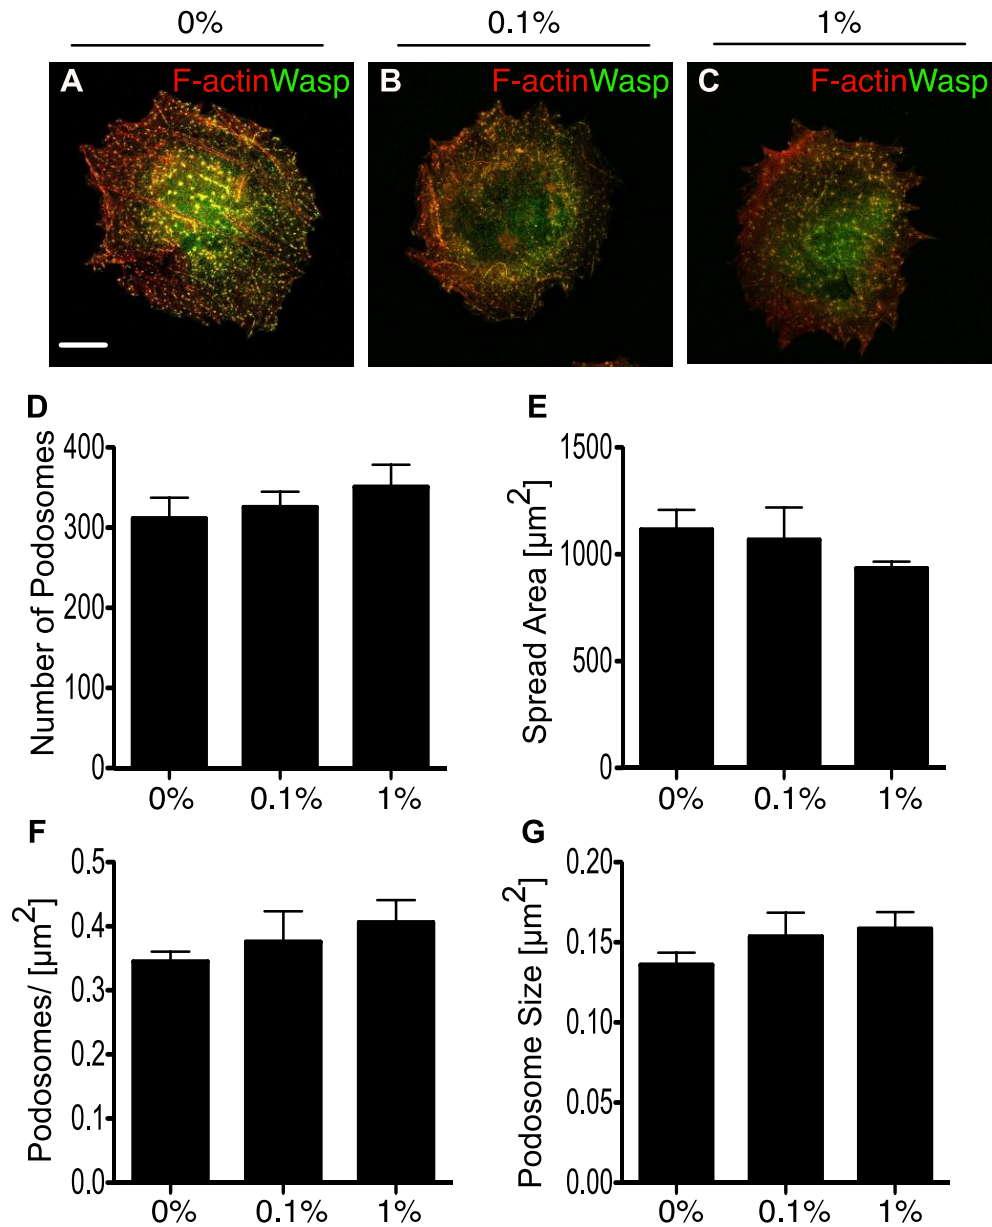 0% 0.1% 1%
A F-actinWasp B F-actinWasp C F-actinWasp
D
Number of Podosomes
400
300
200
100
0
0% 0.1% 1%
E
Spread Area [µm²]
1500
1000
500
0
0% 0.1% 1%
F
Podosomes/ [µm²]
0.5
0.4
0.3
0.2
0.1
0.0
0% 0.1% 1%
G
Podosome Size [µm²]
0.20
0.15
0.10
0.05
0.00
0% 0.1% 1%